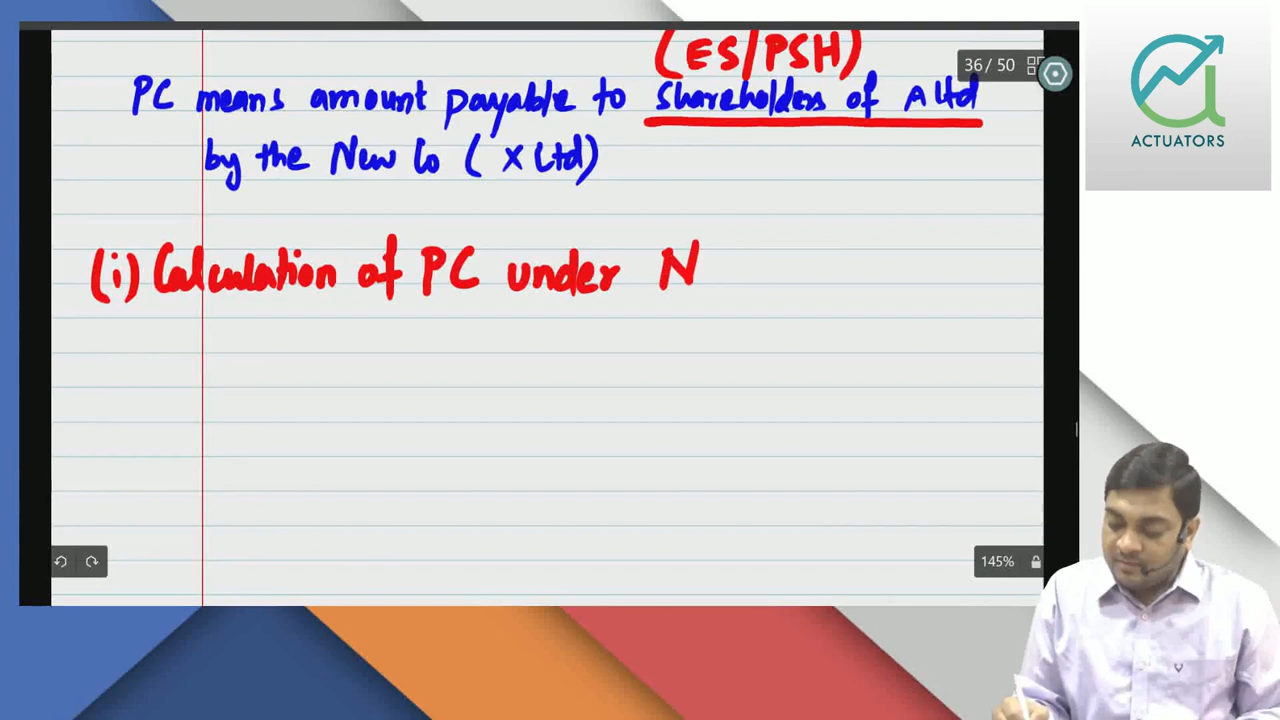 (ES/PSH)
36 / 50
PC means amount payable to Shareholders of A Ltd
by the New Co ( X Ltd)
(i) Calculation of PC under N
145%
ACTUATORS